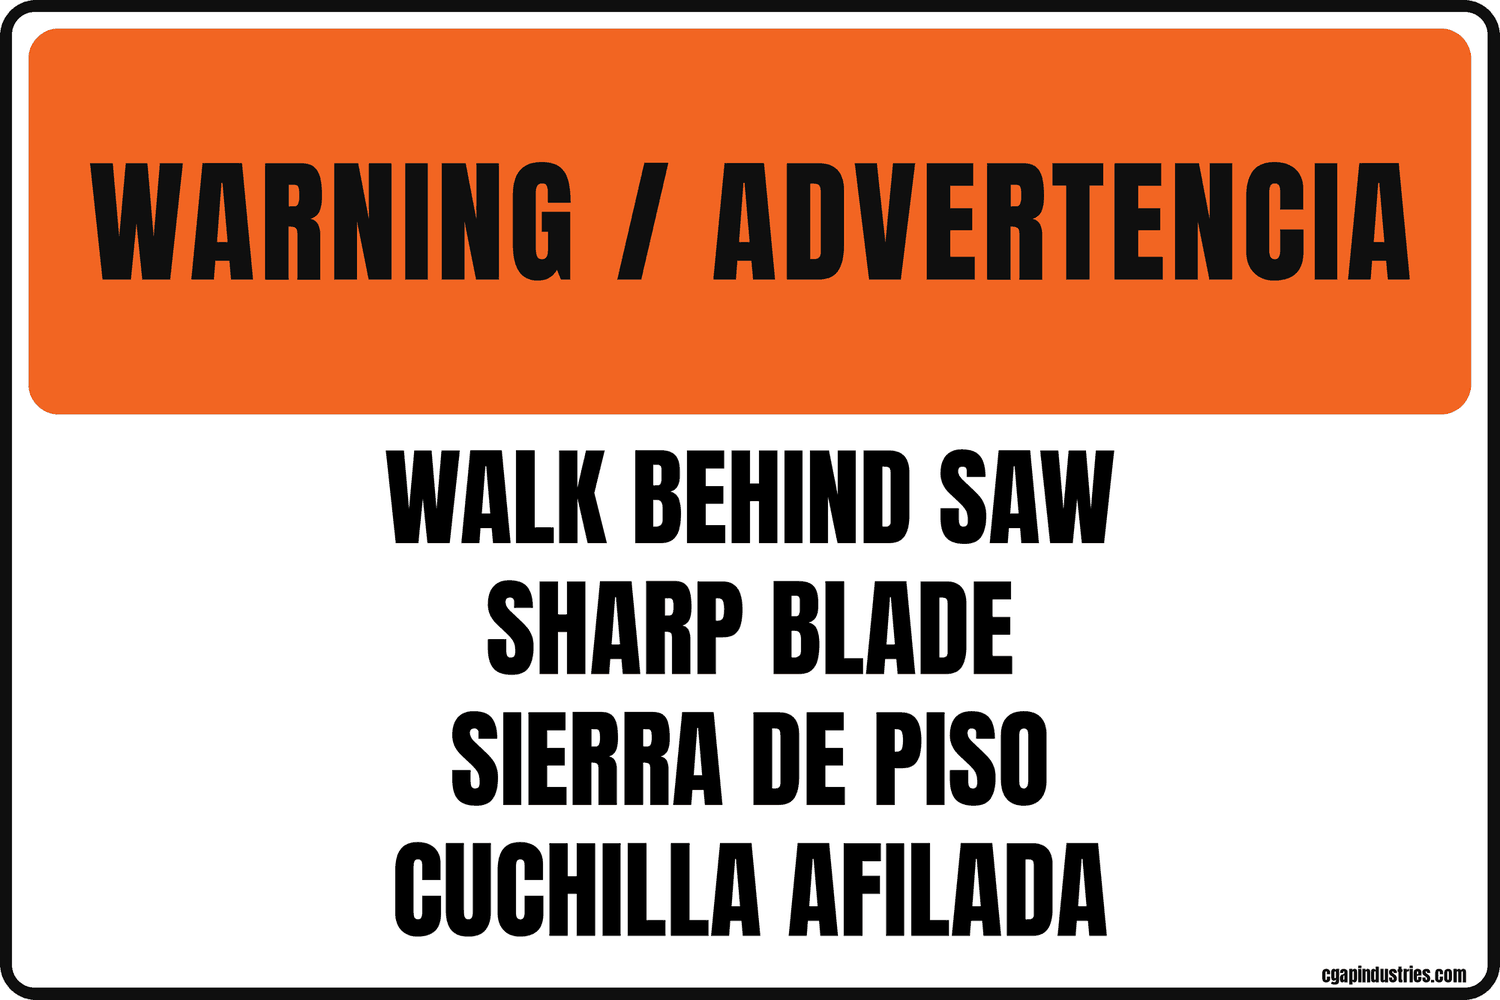 WARNING / ADVERTENCIA
WALK BEHIND SAW
SHARP BLADE
SIERRA DE PISO
CUCHILLA AFILADA
cgapindustries.com